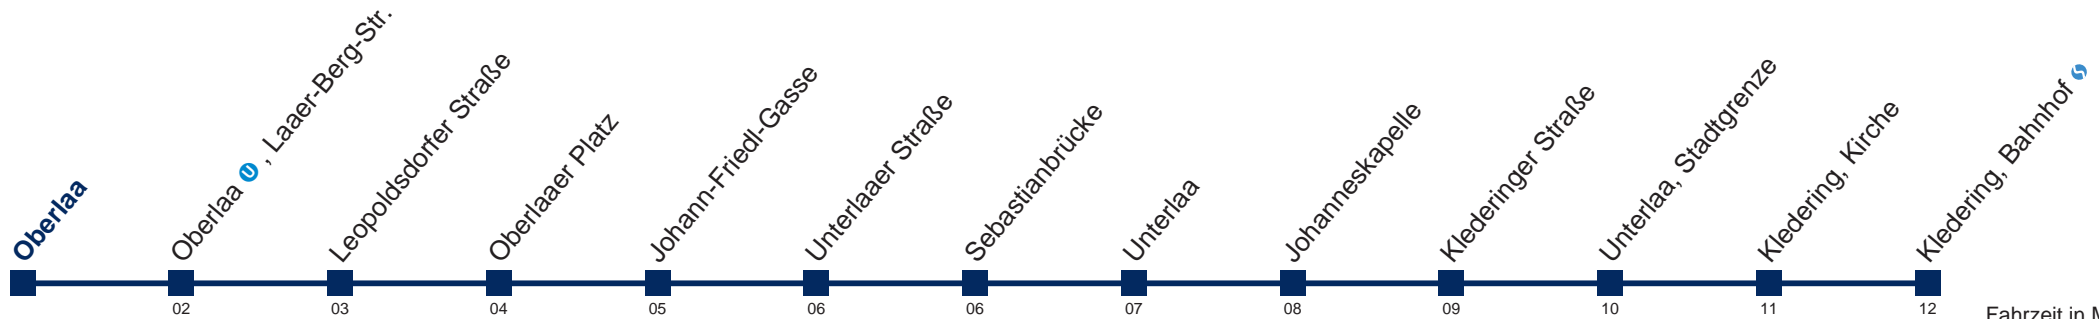 Oberlaa
Oberlaa U, Laaer-Berg-Str.
Leopoldsdorfer Straße
Oberlaaer Platz
Johann-Friedl-Gasse
Unterlaaer Straße
Sebastianbrücke
Unterlaa
Johanneskapelle
Klederinger Straße
Unterlaa, Stadtgrenze
Kledering, Kirche
Kledering, Bahnhof S
02 03 04 05 06 06 07 08 09 10 11 12
Fahrzeit in M